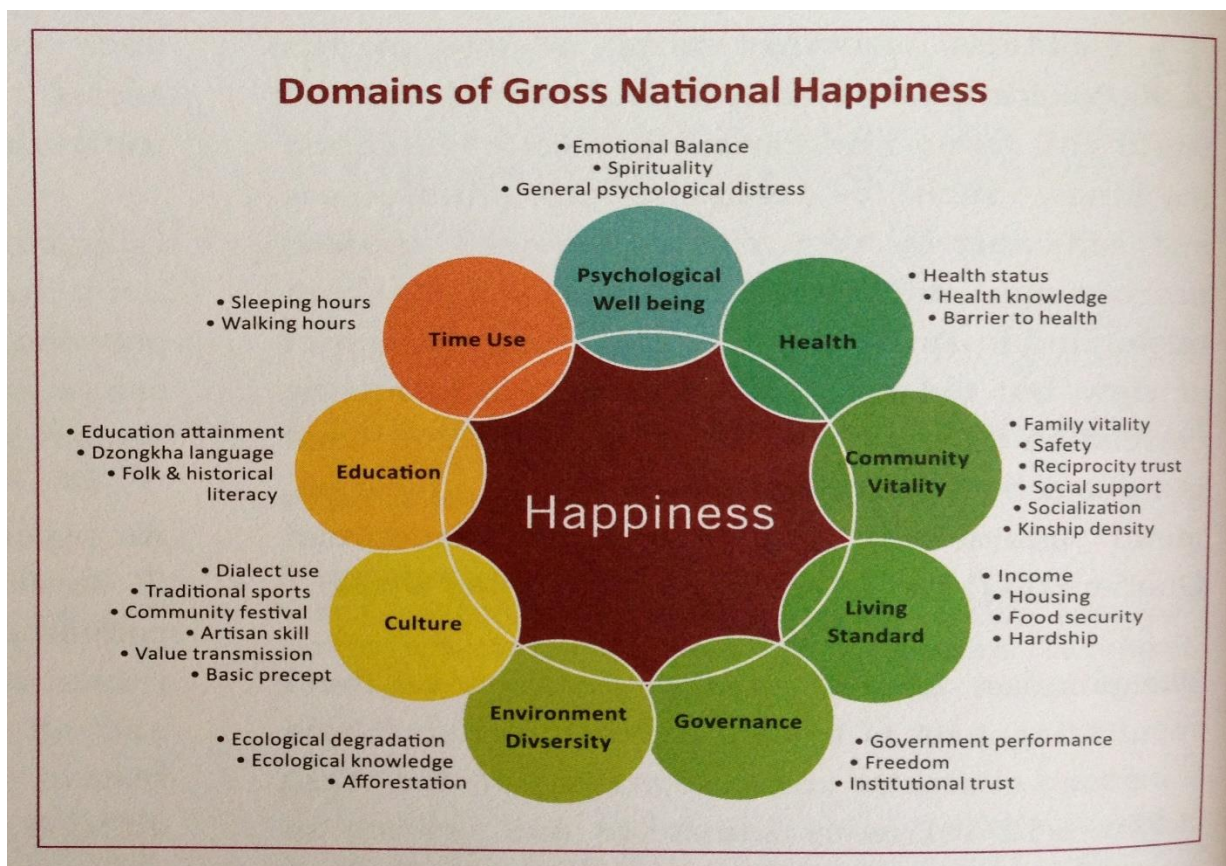 Domains of Gross National Happiness
• Emotional Balance
• Spirituality
• General psychological distress
Psychological
Well being
• Health status
• Health knowledge
• Barrier to health
Health
• Family vitality
• Safety
• Reciprocity trust
• Social support
• Socialization
• Kinship density
Community
Vitality
• Income
• Housing
• Food security
• Hardship
Living
Standard
• Government performance
• Freedom
• Institutional trust
Governance
Environment
Divsersity
• Ecological degradation
• Ecological knowledge
• Afforestation
Culture
• Dialect use
• Traditional sports
• Community festival
• Artisan skill
• Value transmission
• Basic precept
Education
• Education attainment
• Dzongkha language
• Folk & historical
literacy
Time Use
• Sleeping hours
• Walking hours
Happiness